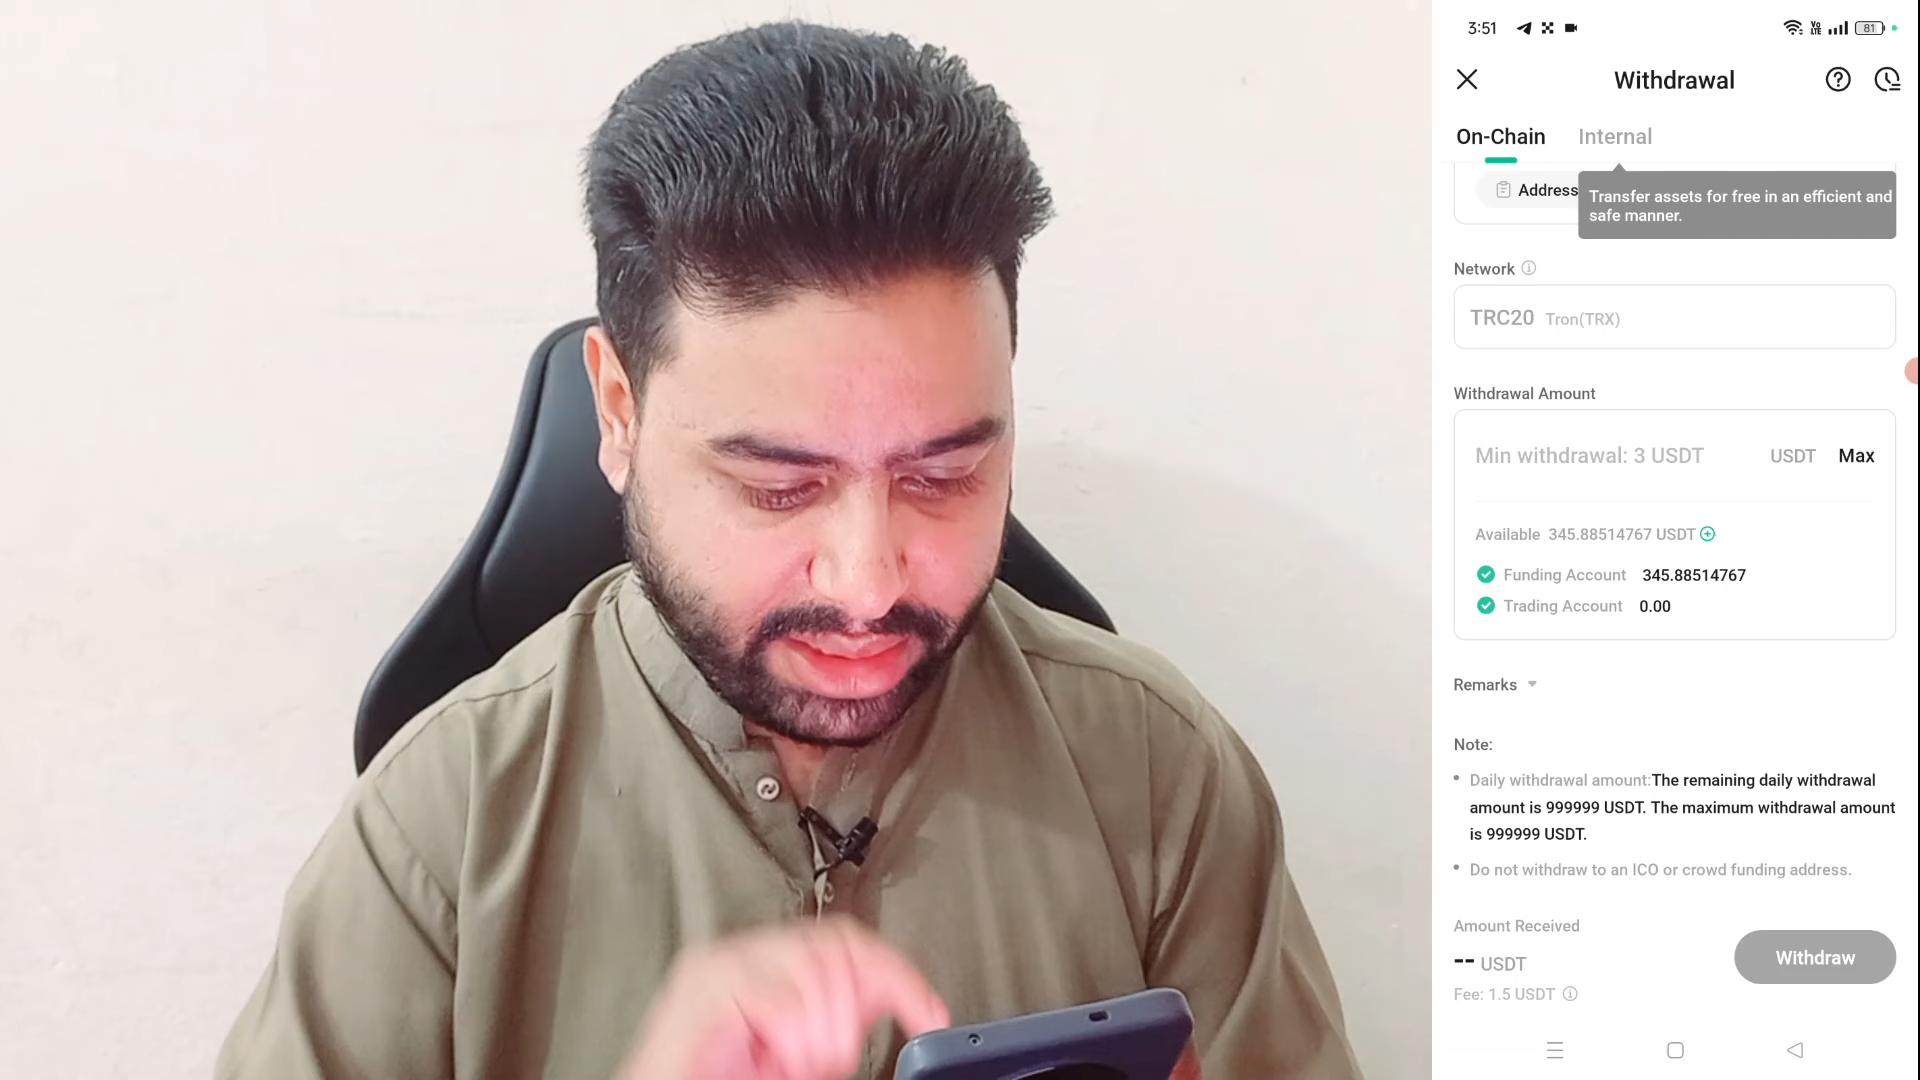 3:51
Vo
LTE
81
Withdrawal
On-Chain Internal
Address
Transfer assets for free in an efficient and
safe manner.
Network
TRC20 Tron(TRX)
Withdrawal Amount
Min withdrawal: 3 USDT USDT Max
Available 345.88514767 USDT
Funding Account 345.88514767
Trading Account 0.00
Remarks
Note:
• Daily withdrawal amount:The remaining daily withdrawal
amount is 999999 USDT. The maximum withdrawal amount
is 999999 USDT.
• Do not withdraw to an ICO or crowd funding address.
Amount Received
-- USDT
Withdraw
Fee: 1.5 USDT